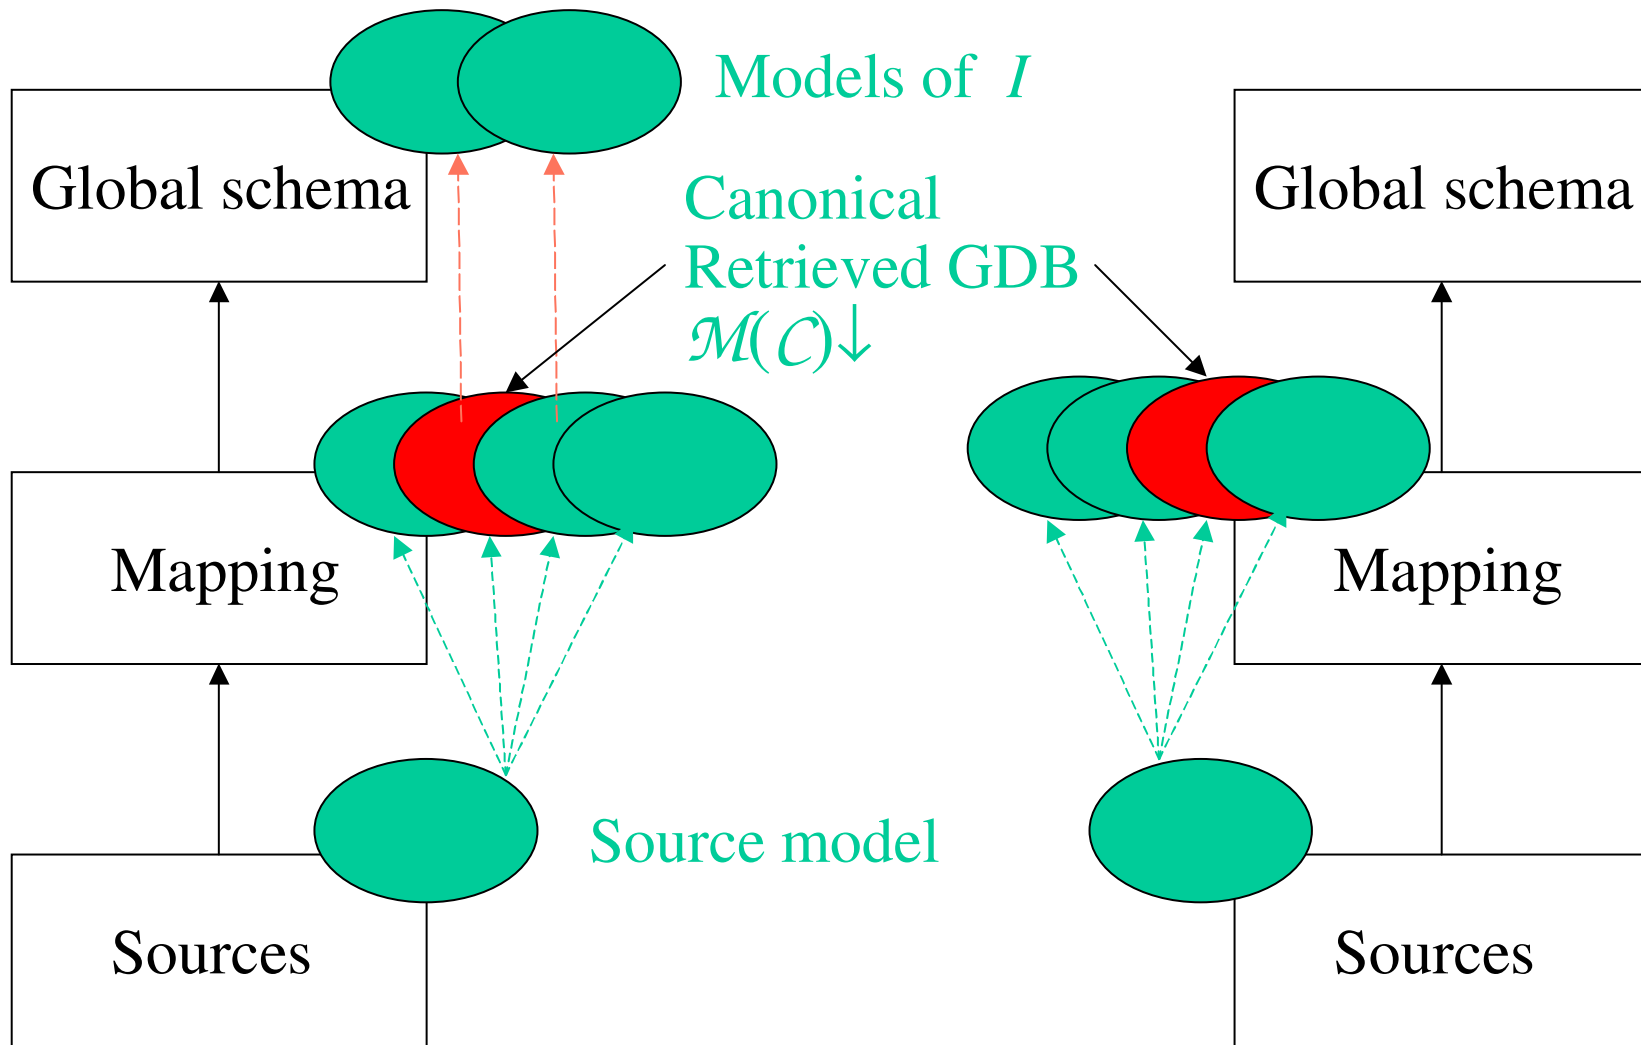 Models of I
Global schema
Canonical
Retrieved GDB
ℳ(𝒞)↓
Global schema
Mapping
Mapping
Source model
Sources
Sources